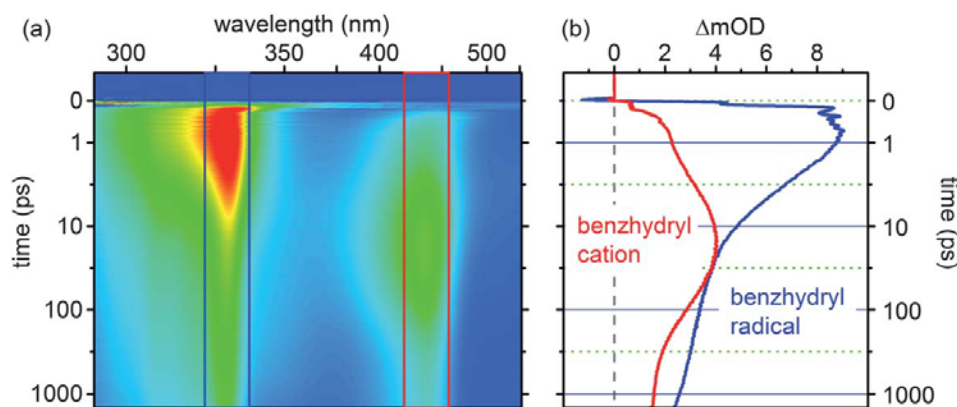 (a)
wavelength (nm)
300 350 400 500
time (ps)
0
1
10
100
1000
(b)
ΔmOD
0 2 4 6 8
benzhydryl
cation
benzhydryl
radical
0
1
10
100
1000
time (ps)